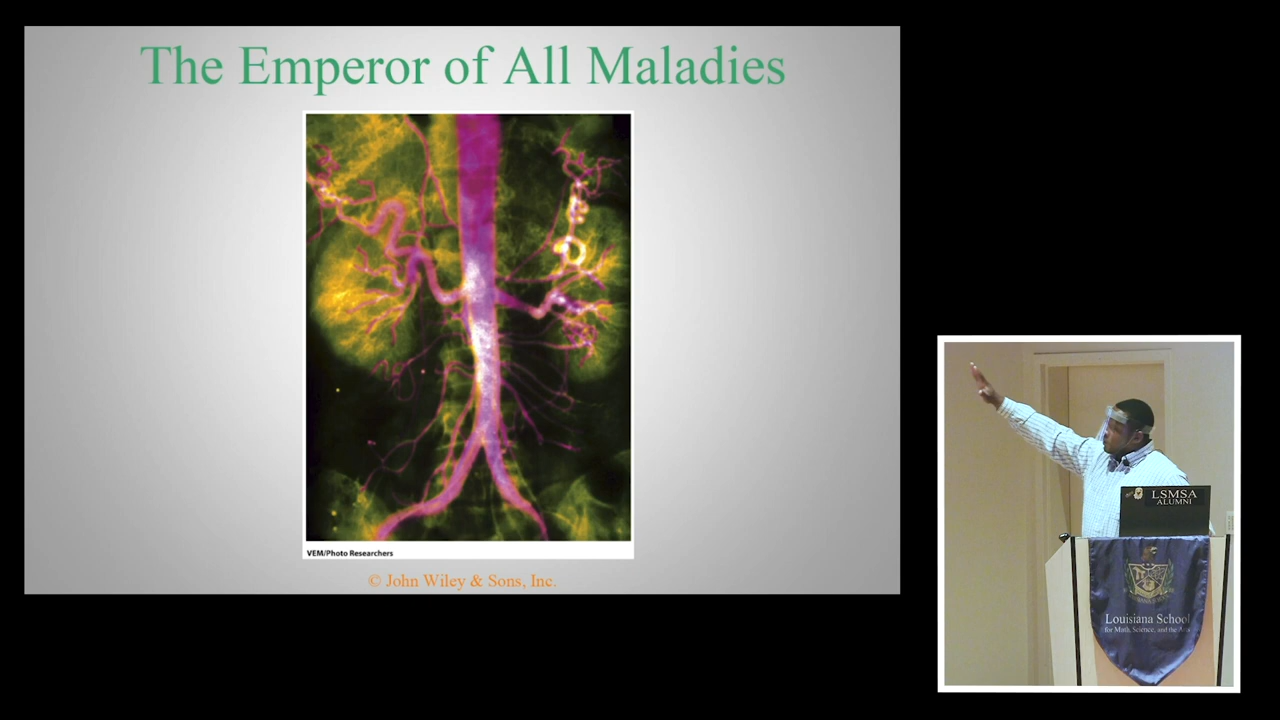 The Emperor of All Maladies
VEM/Photo Researchers
© John Wiley & Sons, Inc.
LSMSA
ALUMNI
Louisiana School
for Math, Science, and the Arts